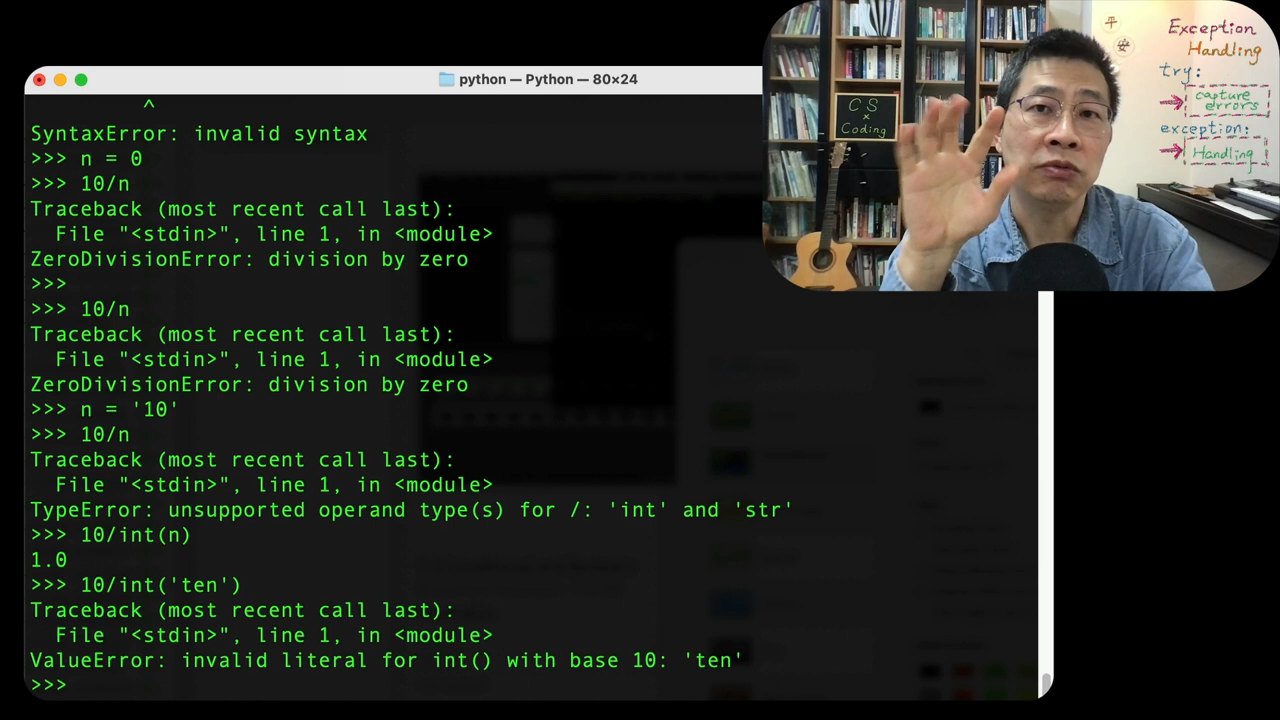 python — Python — 80×24
^
SyntaxError: invalid syntax
>>> n = 0
>>> 10/n
Traceback (most recent call last):
  File "<stdin>", line 1, in <module>
ZeroDivisionError: division by zero
>>>
>>> 10/n
Traceback (most recent call last):
  File "<stdin>", line 1, in <module>
ZeroDivisionError: division by zero
>>> n = '10'
>>> 10/n
Traceback (most recent call last):
  File "<stdin>", line 1, in <module>
TypeError: unsupported operand type(s) for /: 'int' and 'str'
>>> 10/int(n)
1.0
>>> 10/int('ten')
Traceback (most recent call last):
  File "<stdin>", line 1, in <module>
ValueError: invalid literal for int() with base 10: 'ten'
>>>
CS
×
Coding
平
安
Exception
Handling
try:
capture
errors
exception:
Handling